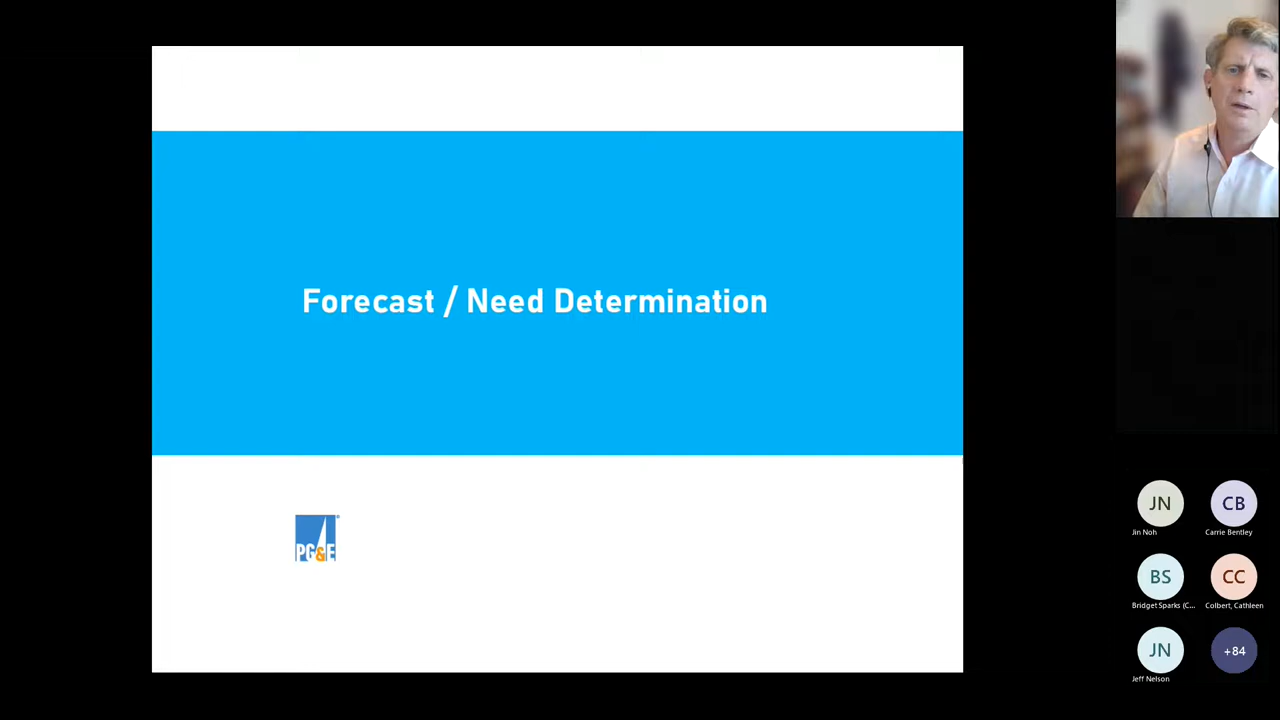 Forecast / Need Determination
PG&E
JN
CB
Jin Noh
Carrie Bentley
BS
CC
Bridget Sparks (C...
Colbert, Cathleen
JN
+84
Jeff Nelson